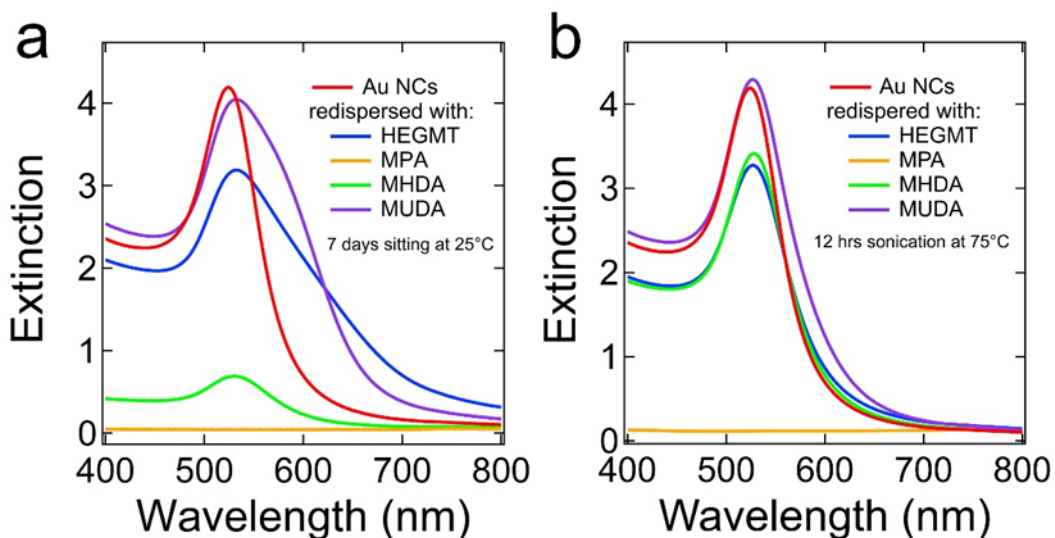 a
Extinction
4
3
2
1
0
Au NCs
redispersed with:
HEGMT
MPA
MHDA
MUDA
7 days sitting at 25°C
400 500 600 700 800
Wavelength (nm)
b
Extinction
4
3
2
1
0
Au NCs
redispered with:
HEGMT
MPA
MHDA
MUDA
12 hrs sonication at 75°C
400 500 600 700 800
Wavelength (nm)